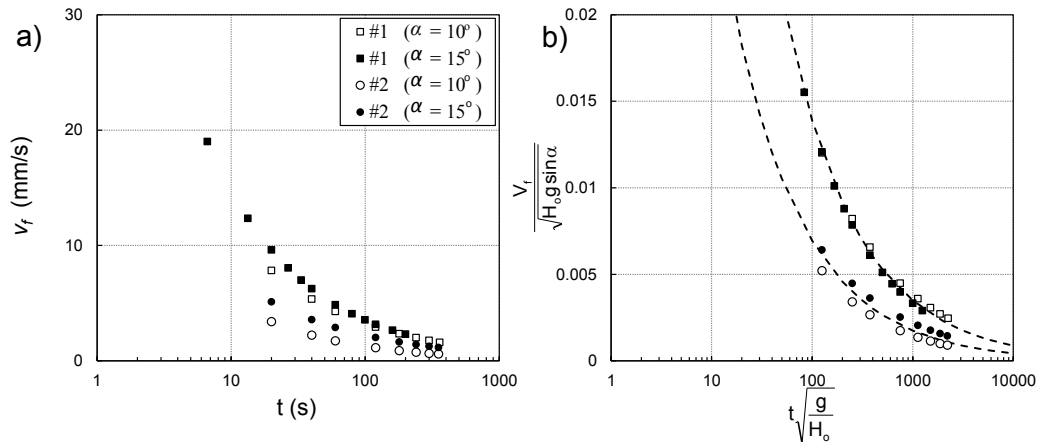 a)
30
20
10
0
v_f (mm/s)
1 10 100 1000
t (s)
□ #1 (α = 10°)
■ #1 (α = 15°)
○ #2 (α = 10°)
● #2 (α = 15°)
b)
0.02
0.015
0.01
0.005
0
V_f
√H_o g sin α
1 10 100 1000 10000
t√g
H_o